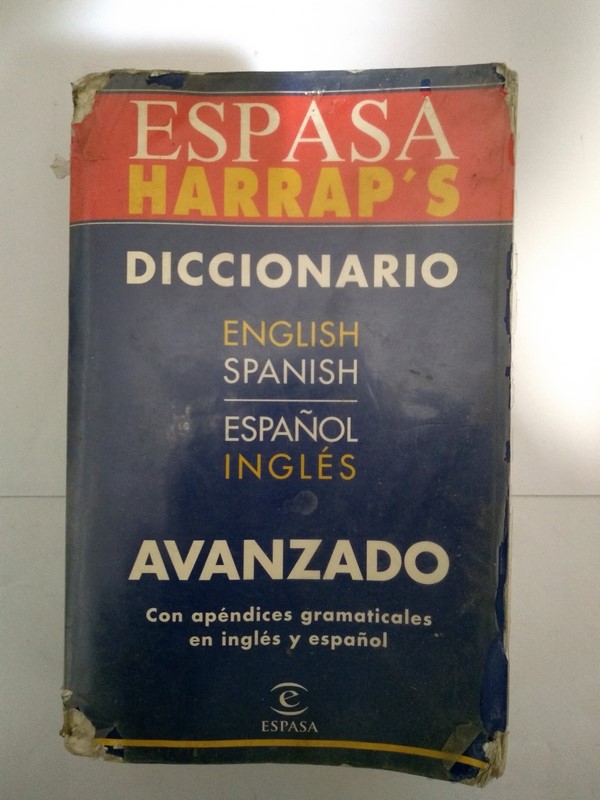 ESPASA
HARRAP'S
DICCIONARIO
ENGLISH
SPANISH
ESPAÑOL
INGLÉS
AVANZADO
Con apéndices gramaticales
en inglés y español
e
ESPASA